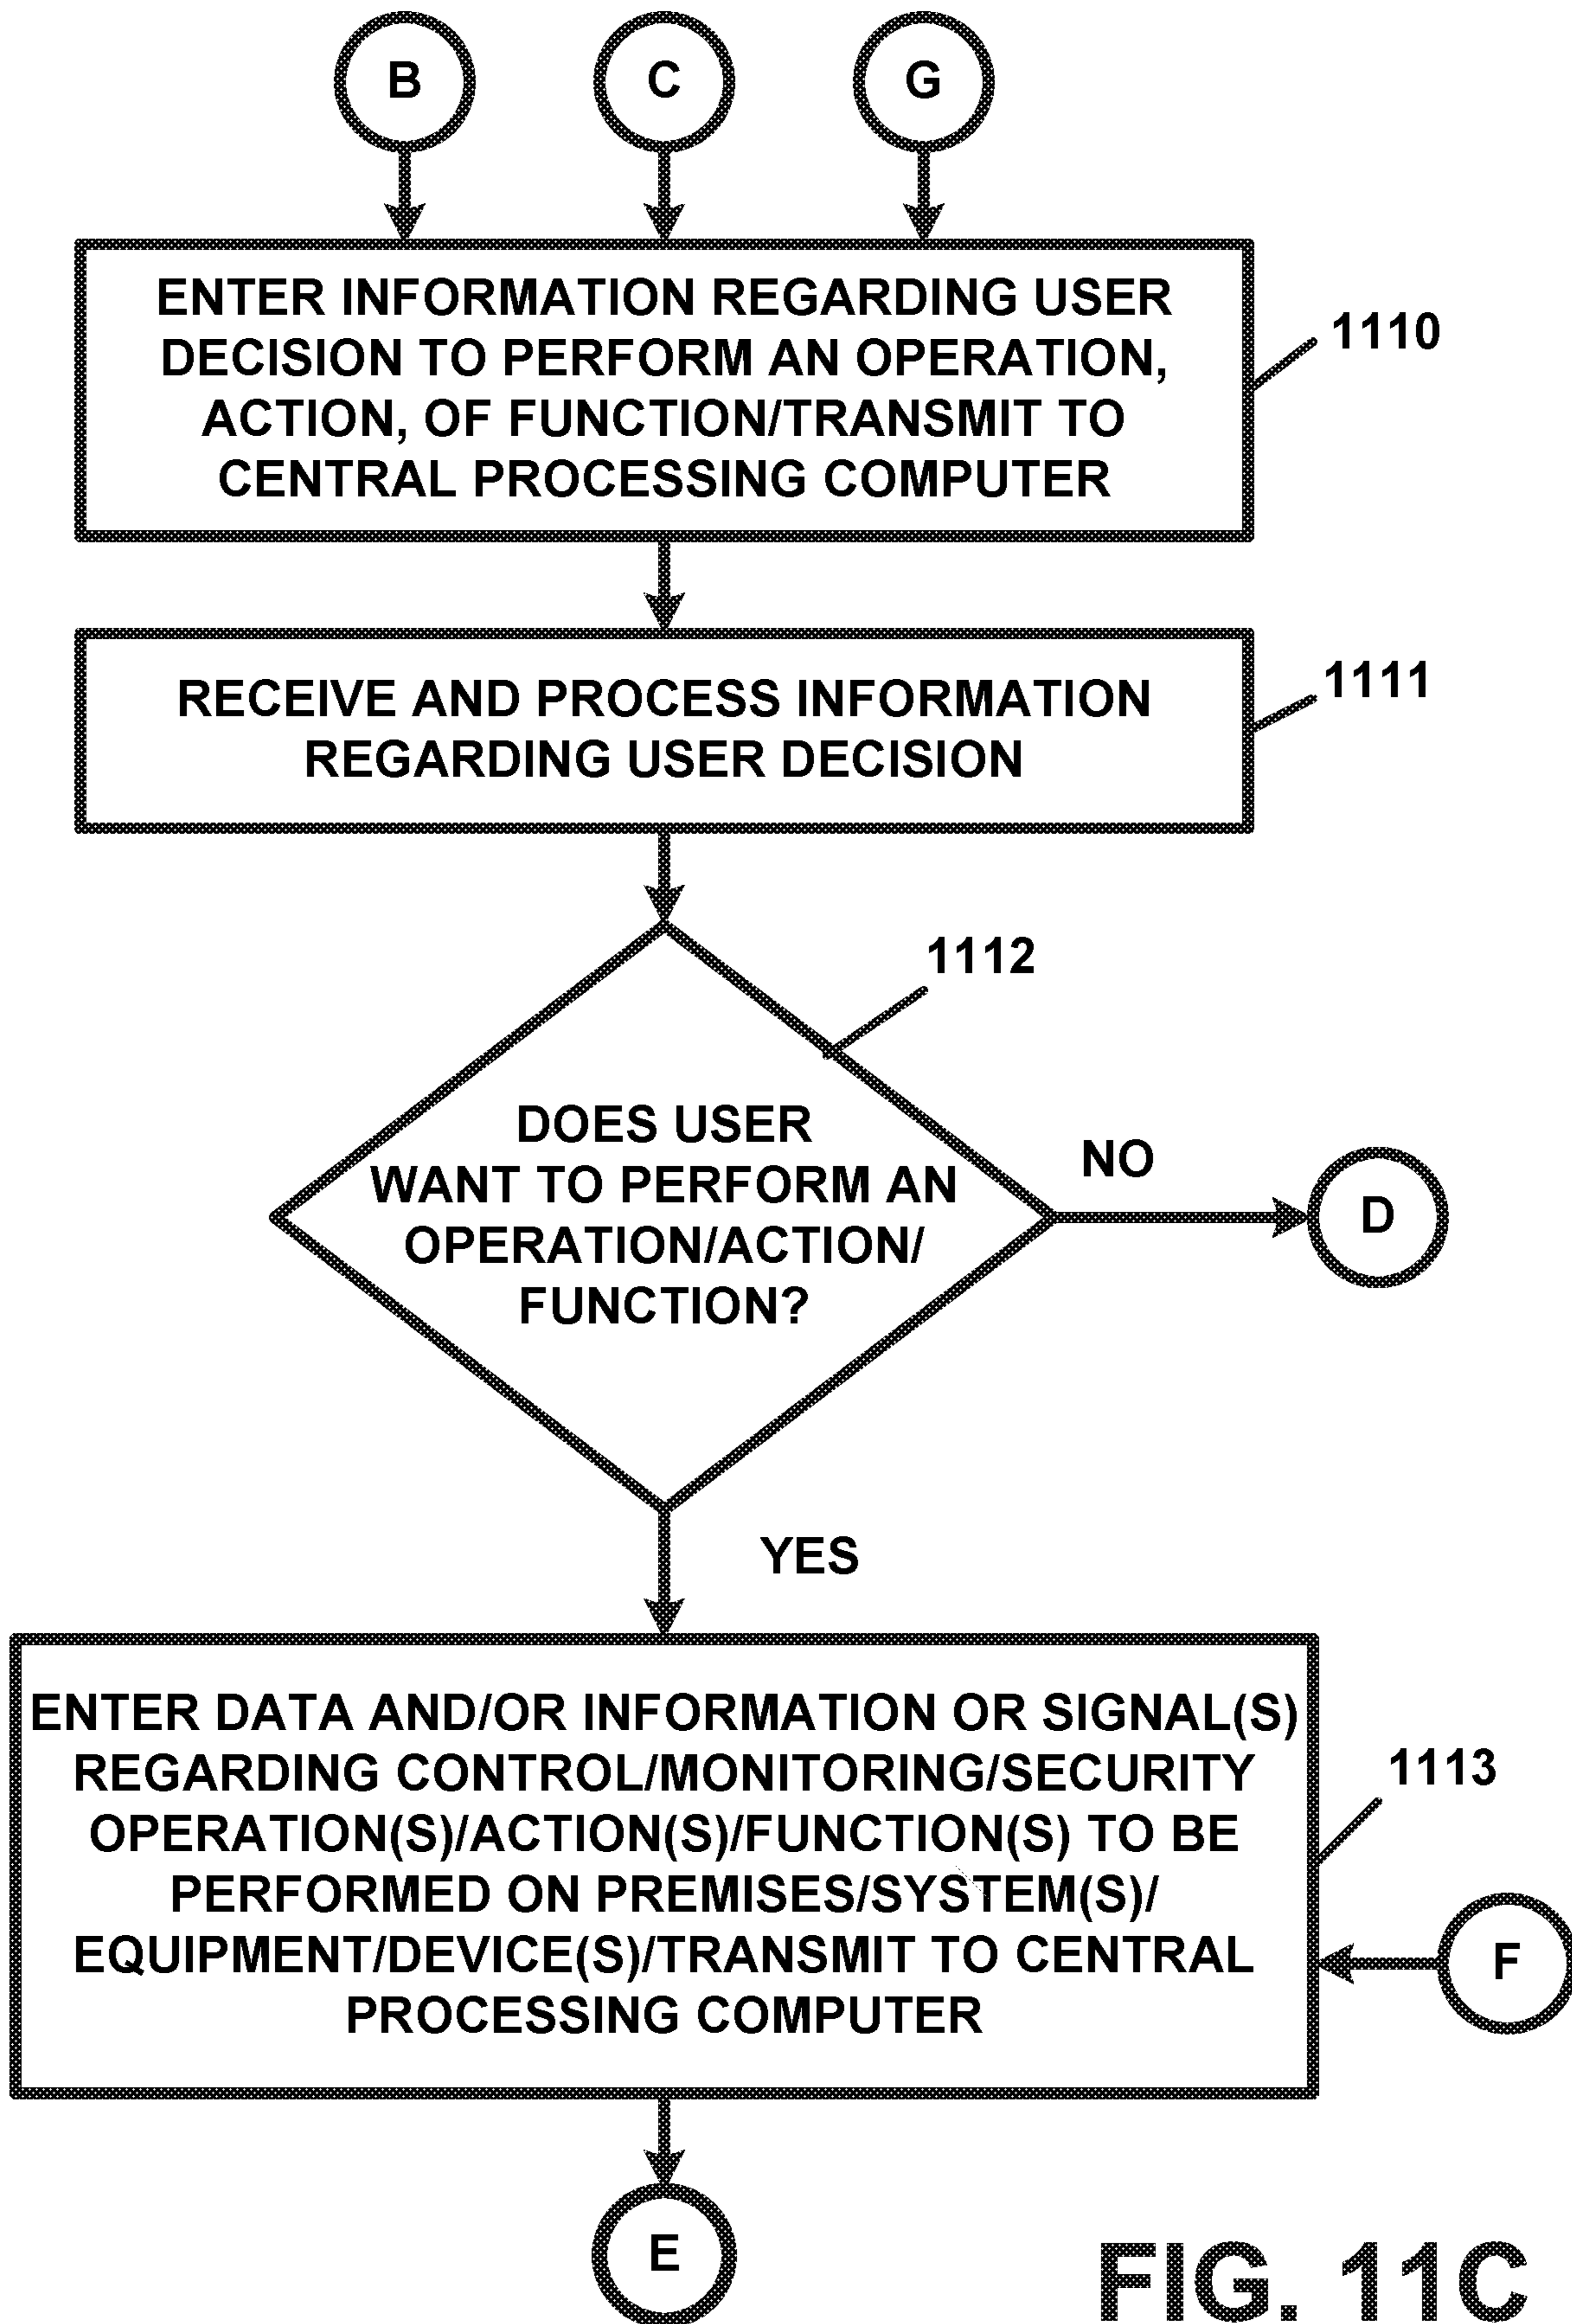 B
C
G
ENTER INFORMATION REGARDING USER
DECISION TO PERFORM AN OPERATION,
ACTION, OF FUNCTION/TRANSMIT TO
CENTRAL PROCESSING COMPUTER
1110
RECEIVE AND PROCESS INFORMATION
REGARDING USER DECISION
1111
1112
DOES USER
WANT TO PERFORM AN
OPERATION/ACTION/
FUNCTION?
NO
D
YES
ENTER DATA AND/OR INFORMATION OR SIGNAL(S)
REGARDING CONTROL/MONITORING/SECURITY
OPERATION(S)/ACTION(S)/FUNCTION(S) TO BE
PERFORMED ON PREMISES/SYSTEM(S)/
EQUIPMENT/DEVICE(S)/TRANSMIT TO CENTRAL
PROCESSING COMPUTER
1113
F
E
FIG. 11C